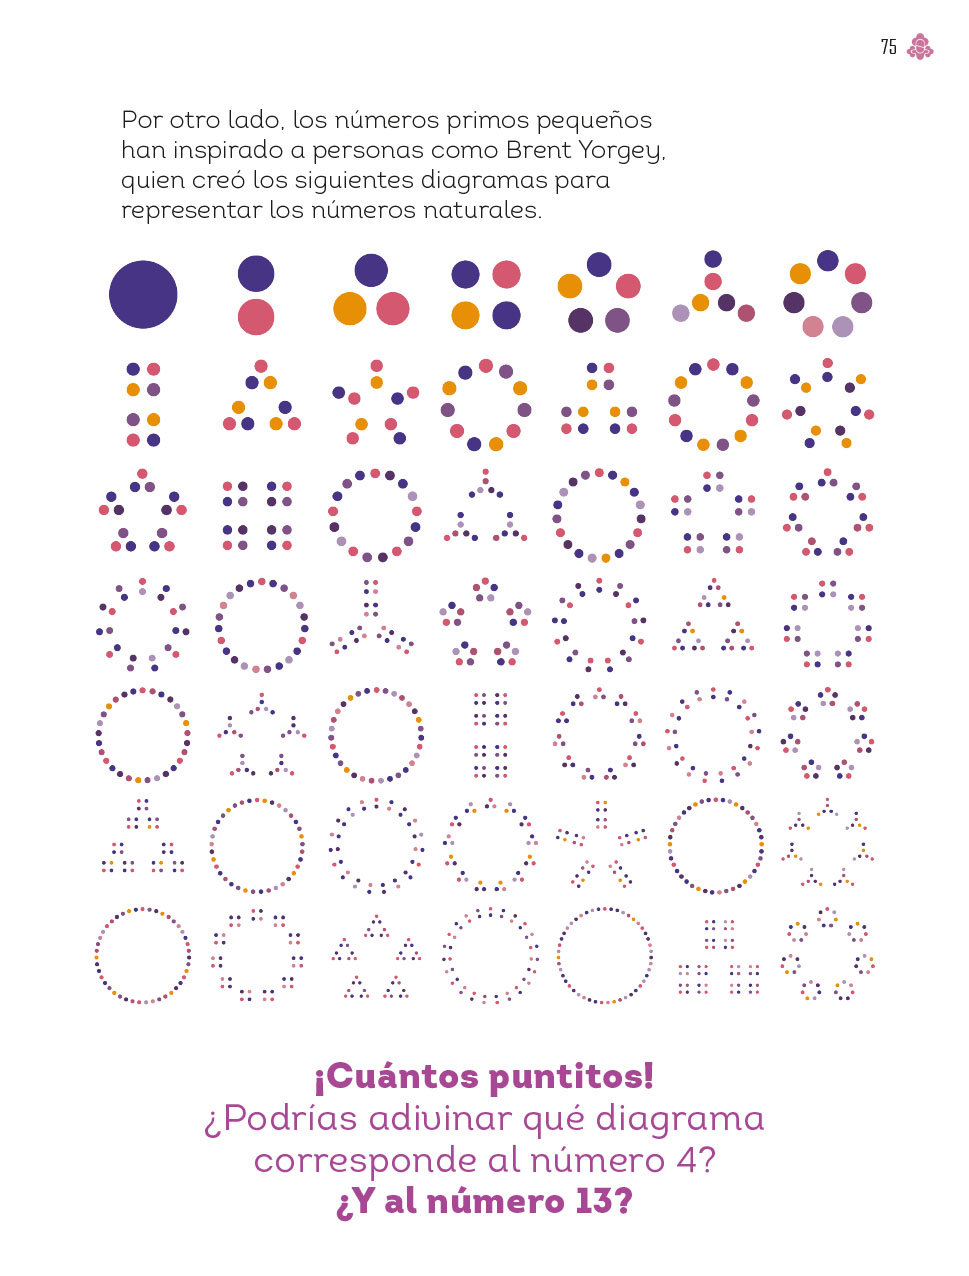 75
Por otro lado, los números primos pequeños
han inspirado a personas como Brent Yorgey,
quien creó los siguientes diagramas para
representar los números naturales.
¡Cuántos puntitos!
¿Podrías adivinar qué diagrama
corresponde al número 4?
¿Y al número 13?